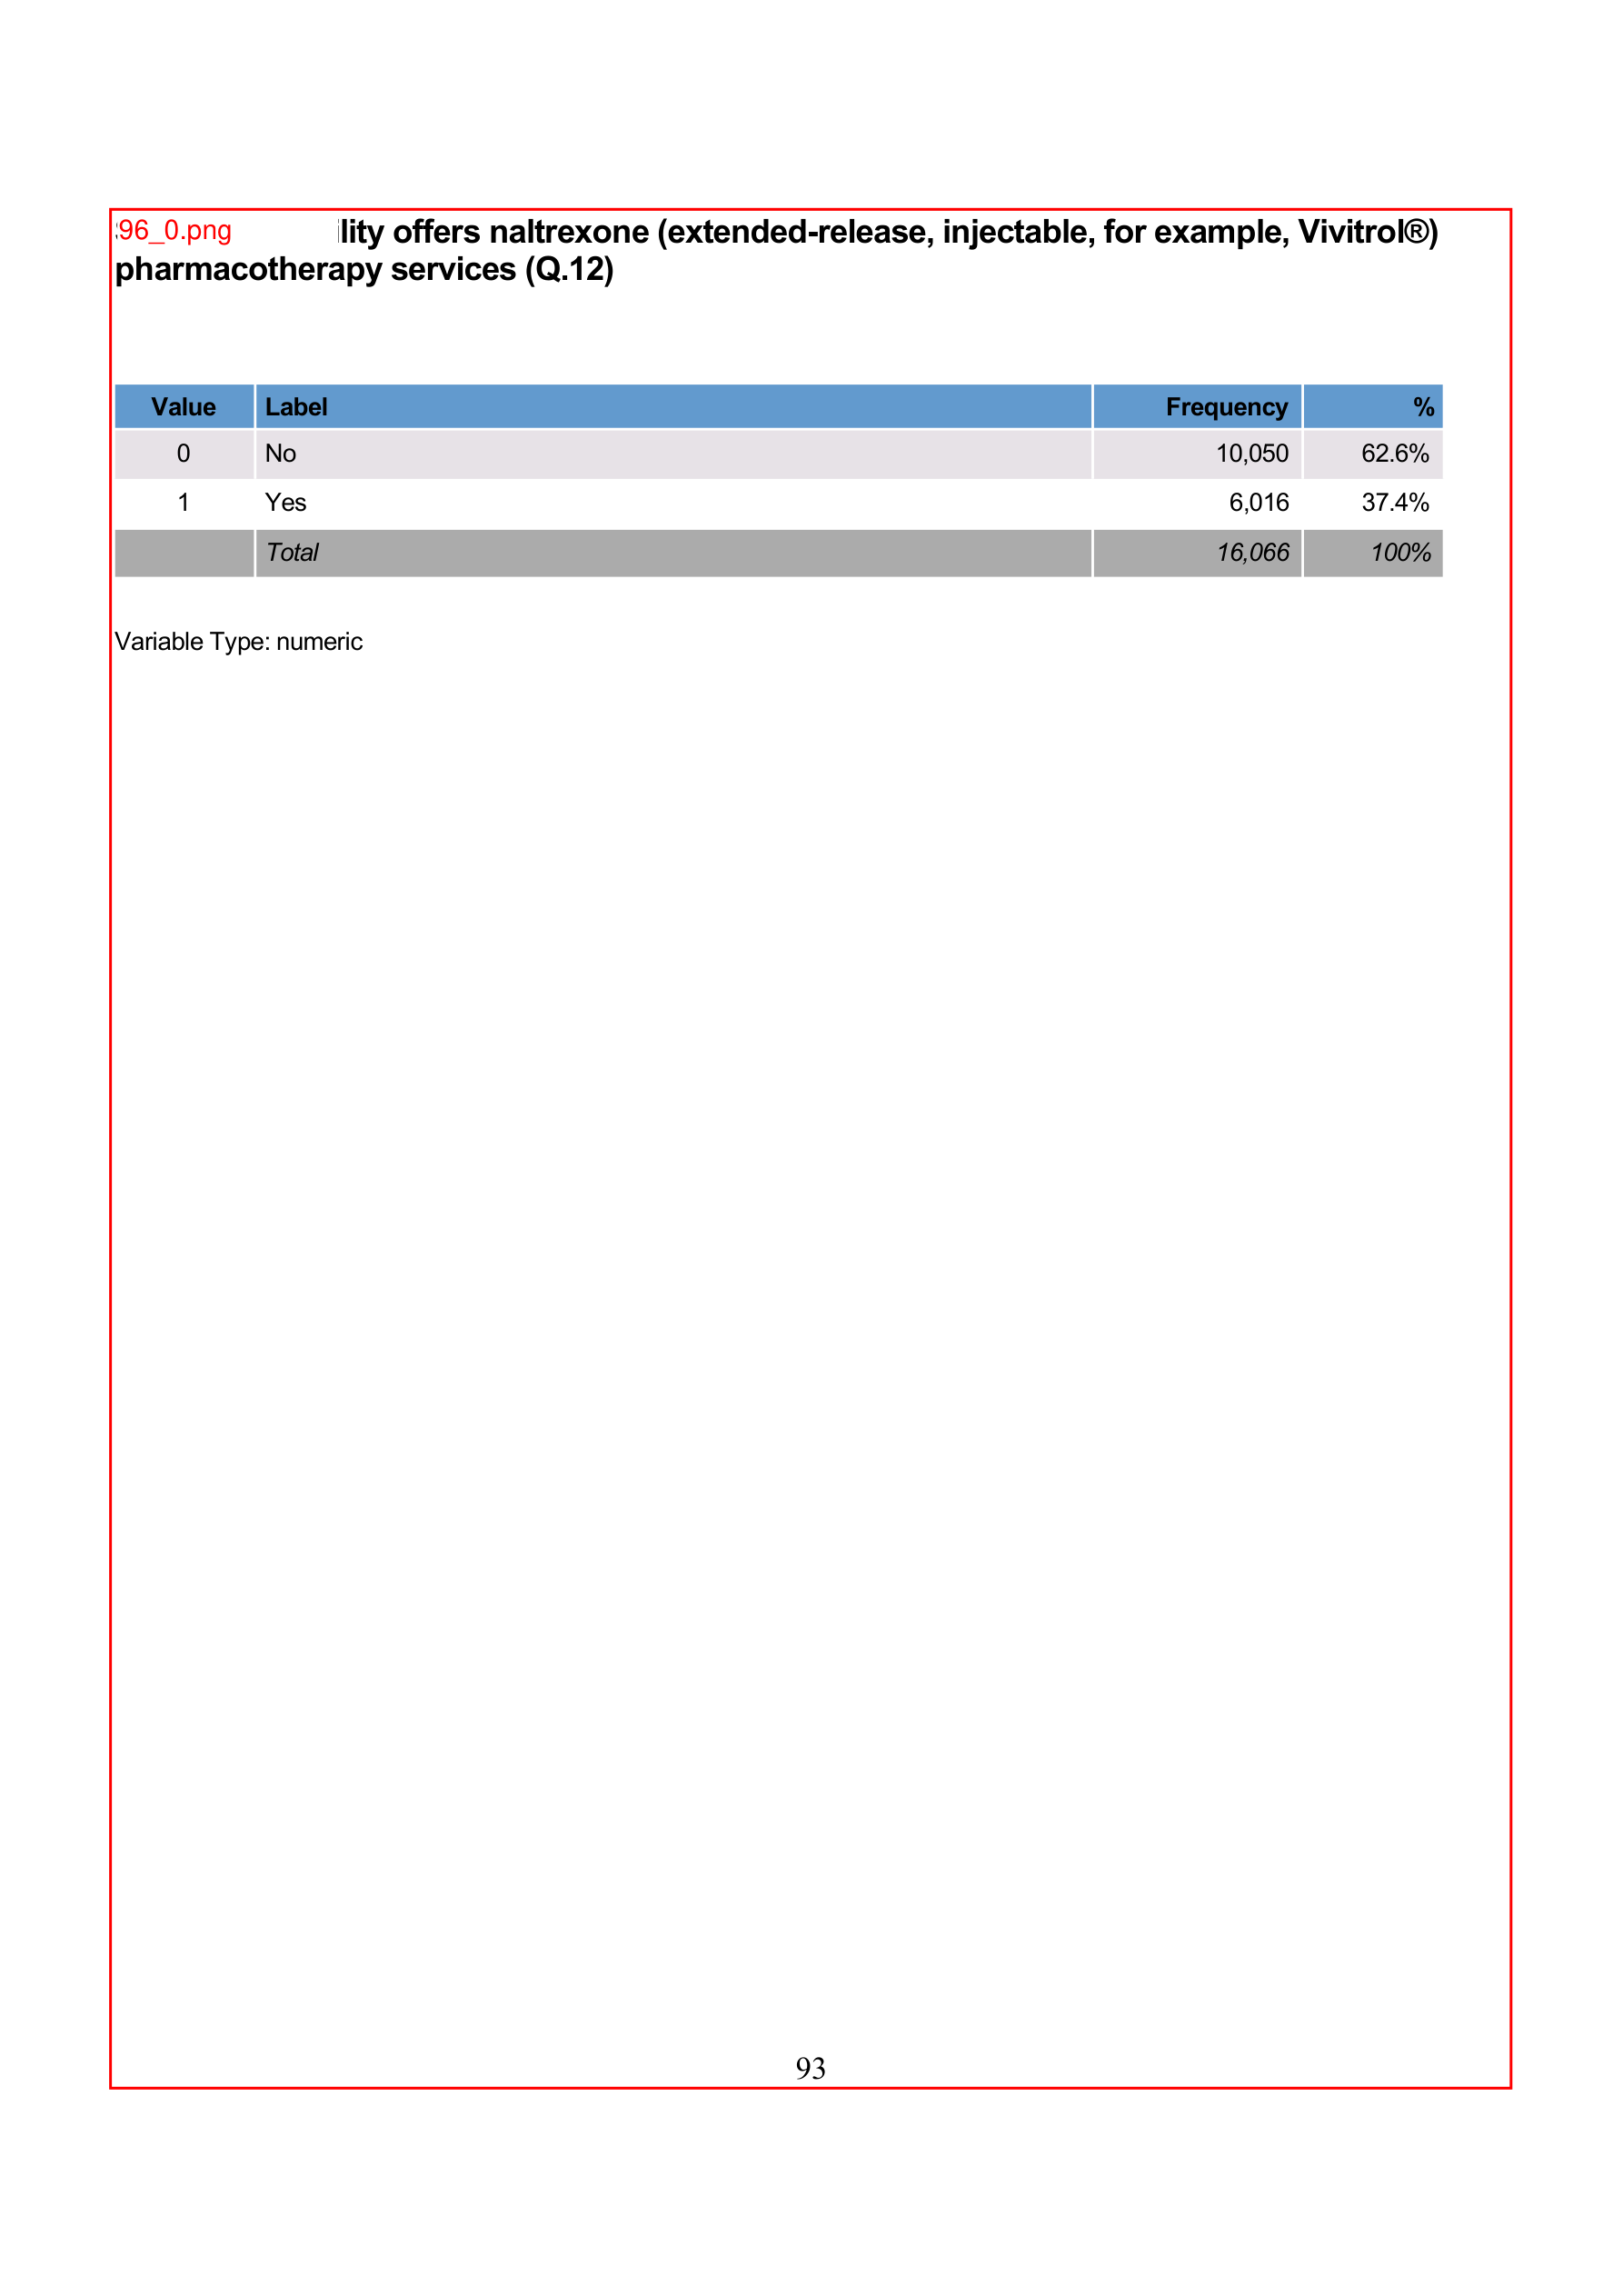 96_0.png
lity offers naltrexone (extended-release, injectable, for example, Vivitrol®)
pharmacotherapy services (Q.12)
Value Label Frequency %
0 No 10,050 62.6%
1 Yes 6,016 37.4%
Total 16,066 100%
Variable Type: numeric
93